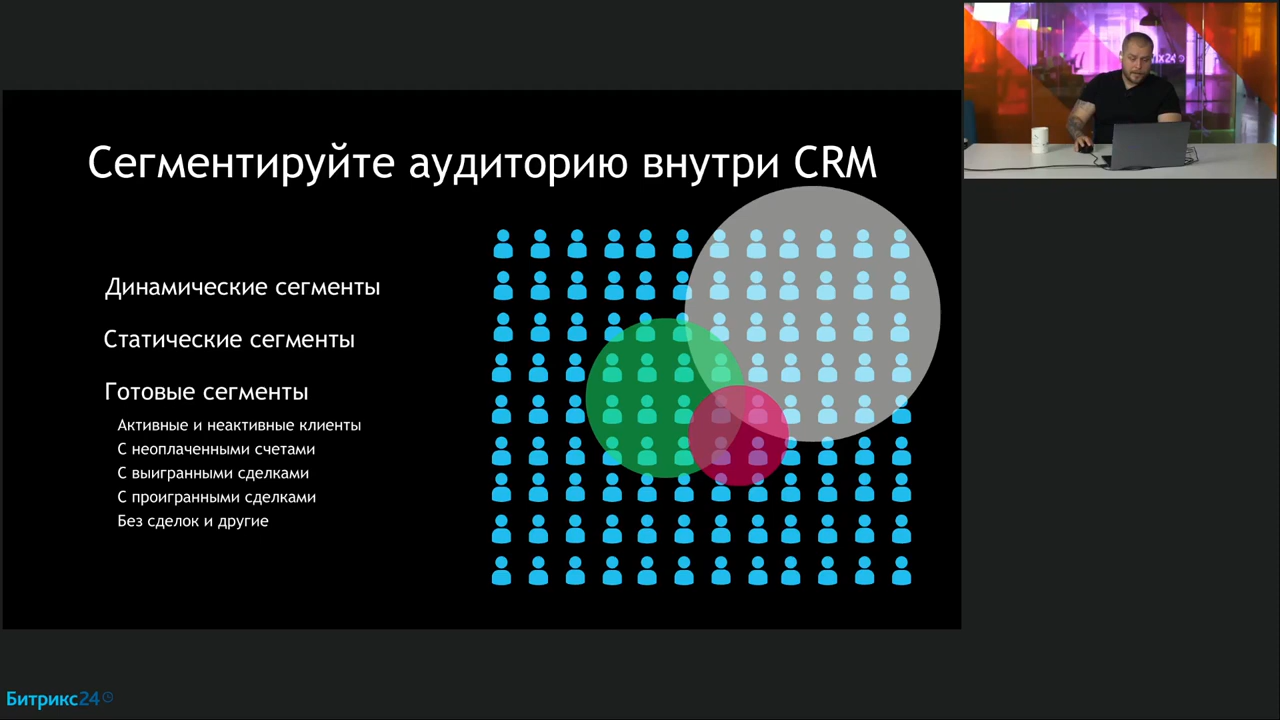 Сегментируйте аудиторию внутри CRM
Динамические сегменты
Статические сегменты
Готовые сегменты
Активные и неактивные клиенты
С неоплаченными счетами
С выигранными сделками
С проигранными сделками
Без сделок и другие
Битрикс24